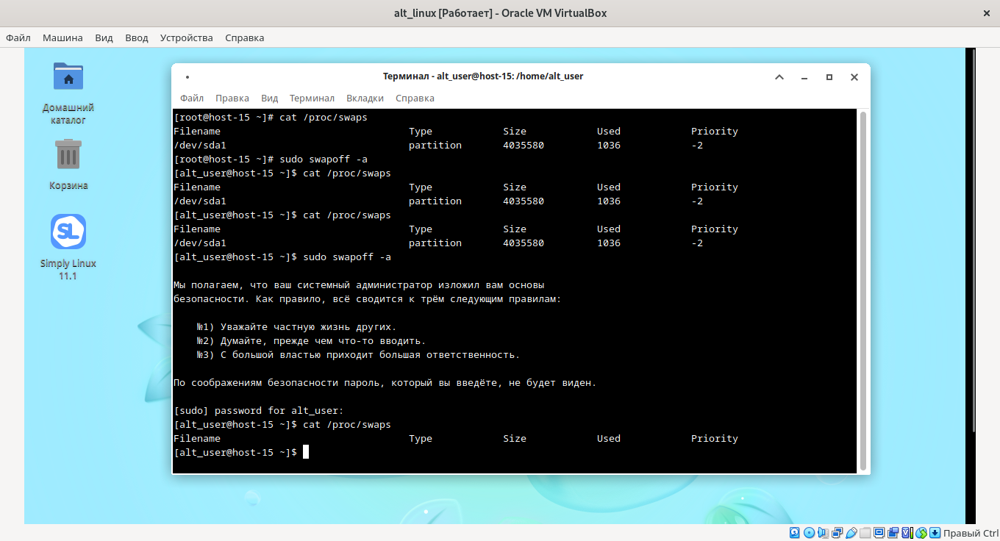 alt_linux [Работает] - Oracle VM VirtualBox
Файл Машина Вид Ввод Устройства Справка
Домашний
каталог
Корзина
SL
Simply Linux
11.1
Терминал - alt_user@host-15: /home/alt_user
Файл Правка Вид Терминал Вкладки Справка
[root@host-15 ~]# cat /proc/swaps
Filename Type Size Used Priority
/dev/sda1 partition 4035580 1036 -2
[root@host-15 ~]# sudo swapoff -a
[alt_user@host-15 ~]$ cat /proc/swaps
Filename Type Size Used Priority
/dev/sda1 partition 4035580 1036 -2
[alt_user@host-15 ~]$ cat /proc/swaps
Filename Type Size Used Priority
/dev/sda1 partition 4035580 1036 -2
[alt_user@host-15 ~]$ sudo swapoff -a
Мы полагаем, что ваш системный администратор изложил вам основы
безопасности. Как правило, всё сводится к трём следующим правилам:
№1) Уважайте частную жизнь других.
№2) Думайте, прежде чем что-то вводить.
№3) С большой властью приходит большая ответственность.
По соображениям безопасности пароль, который вы введёте, не будет виден.
[sudo] password for alt_user:
[alt_user@host-15 ~]$ cat /proc/swaps
Filename Type Size Used Priority
[alt_user@host-15 ~]$
Правый Ctrl